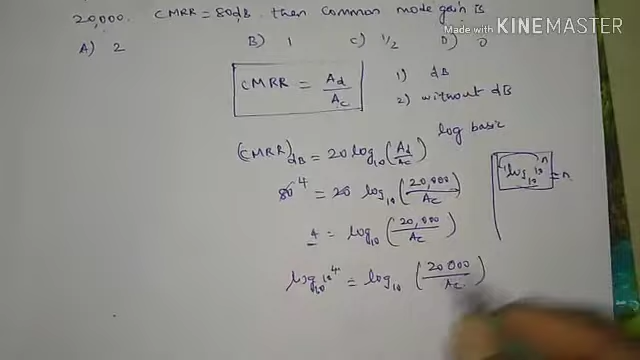 20,000. CMRR = 80dB. then common mode gain is
Made with KINEMASTER
A) 2 B) 1 C) 1/2 D) 0
CMRR = Ad/Ac
1) dB
2) without dB
log basic
(CMRR)dB = 20 log10 (Ad/Ac)
80 4 = 20 log10 (20,000/Ac)
log10 10^n = n
4 = log10 (20,000/Ac)
log10 10^4 = log10 (20000/Ac)